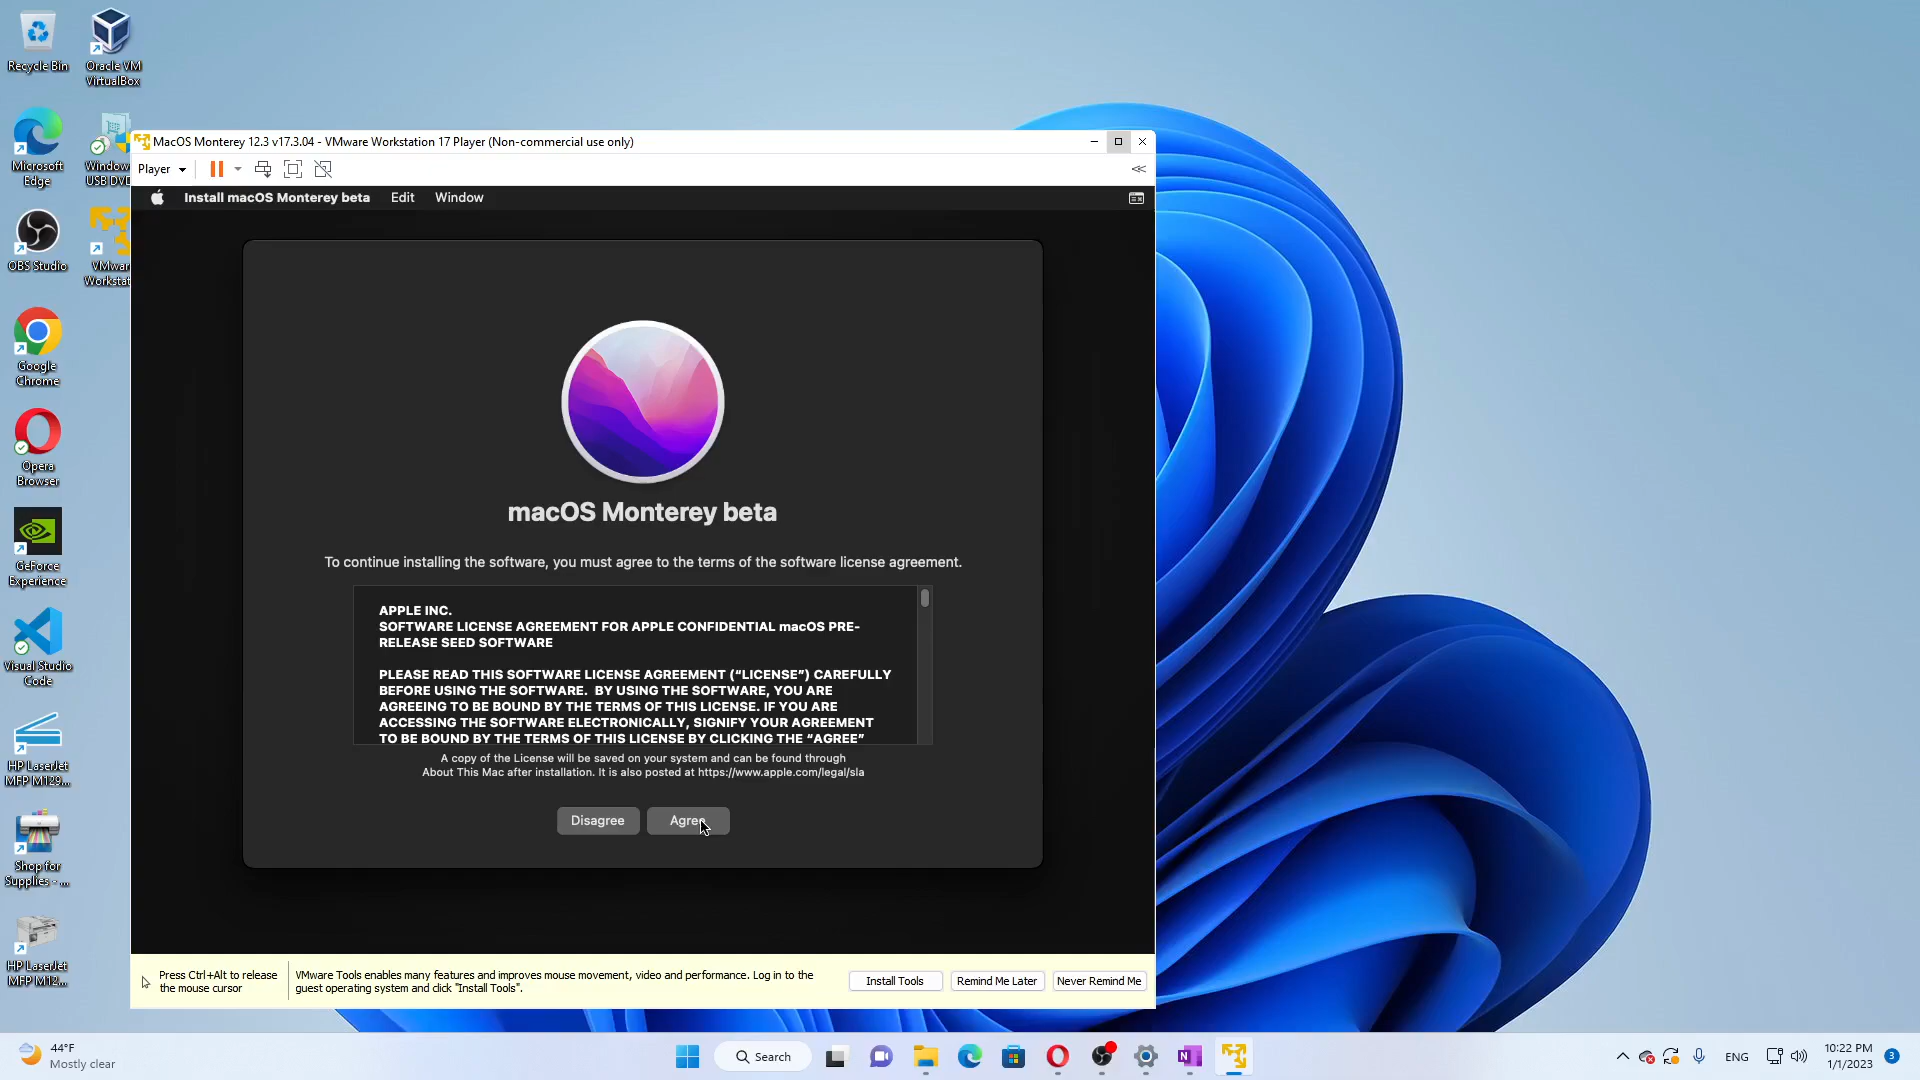 Recycle Bin
Oracle VM
VirtualBox
Microsoft
Edge
Window
USB DVD
OBS Studio
VMwar
Workstat
Google
Chrome
Opera
Browser
GeForce
Experience
Visual Studio
Code
HP LaserJet
MFP M129...
Shop for
Supplies - ...
HP LaserJet
MFP M12...
MacOS Monterey 12.3 v17.3.04 - VMware Workstation 17 Player (Non-commercial use only)
Player
Install macOS Monterey beta Edit Window
macOS Monterey beta
To continue installing the software, you must agree to the terms of the software license agreement.
APPLE INC.
SOFTWARE LICENSE AGREEMENT FOR APPLE CONFIDENTIAL macOS PRE-
RELEASE SEED SOFTWARE
PLEASE READ THIS SOFTWARE LICENSE AGREEMENT (“LICENSE”) CAREFULLY
BEFORE USING THE SOFTWARE.  BY USING THE SOFTWARE, YOU ARE
AGREEING TO BE BOUND BY THE TERMS OF THIS LICENSE. IF YOU ARE
ACCESSING THE SOFTWARE ELECTRONICALLY, SIGNIFY YOUR AGREEMENT
TO BE BOUND BY THE TERMS OF THIS LICENSE BY CLICKING THE “AGREE”
A copy of the License will be saved on your system and can be found through
About This Mac after installation. It is also posted at https://www.apple.com/legal/sla
Disagree Agree
Press Ctrl+Alt to release
the mouse cursor
VMware Tools enables many features and improves mouse movement, video and performance. Log in to the
guest operating system and click "Install Tools".
Install Tools Remind Me Later Never Remind Me
44°F
Mostly clear
Search
ENG
10:22 PM
1/1/2023
3